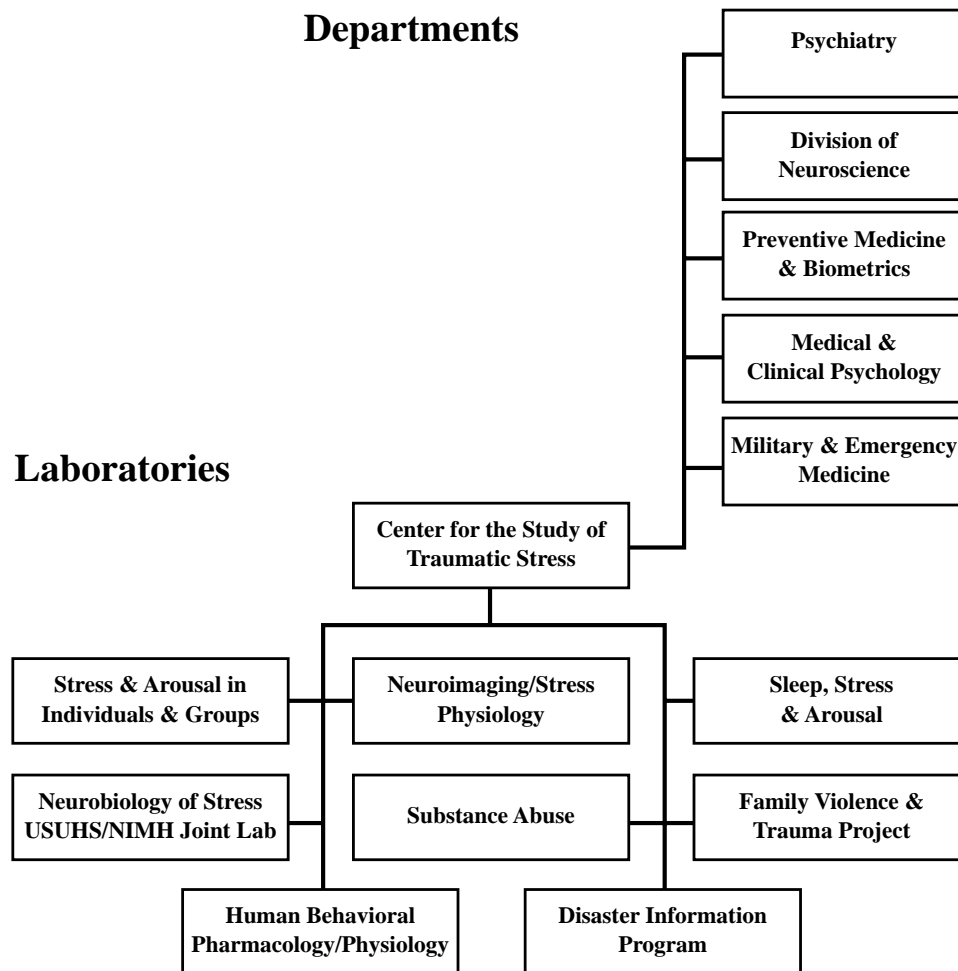 Departments
Psychiatry
Division of
Neuroscience
Preventive Medicine
& Biometrics
Medical &
Clinical Psychology
Military & Emergency
Medicine
Laboratories
Center for the Study of
Traumatic Stress
Stress & Arousal in
Individuals & Groups
Neuroimaging/Stress
Physiology
Sleep, Stress
& Arousal
Neurobiology of Stress
USUHS/NIMH Joint Lab
Substance Abuse
Family Violence &
Trauma Project
Human Behavioral
Pharmacology/Physiology
Disaster Information
Program